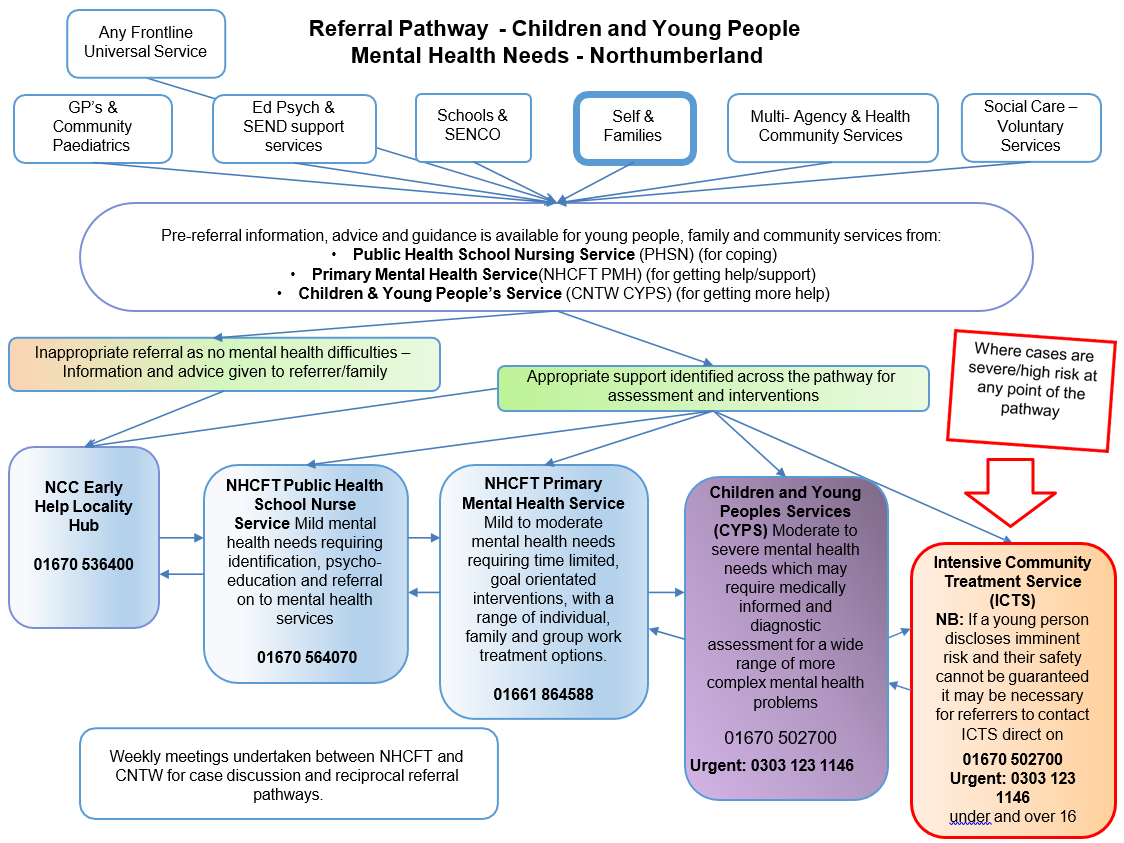 Referral Pathway  - Children and Young People
Mental Health Needs - Northumberland
Any Frontline
Universal Service
GP's &
Community
Paediatrics
Ed Psych &
SEND support
services
Schools &
SENCO
Self &
Families
Multi- Agency & Health
Community Services
Social Care –
Voluntary
Services
Pre-referral information, advice and guidance is available for young people, family and community services from:
• Public Health School Nursing Service (PHSN) (for coping)
• Primary Mental Health Service(NHCFT PMH) (for getting help/support)
• Children & Young People's Service (CNTW CYPS) (for getting more help)
Inappropriate referral as no mental health difficulties –
Information and advice given to referrer/family
Appropriate support identified across the pathway for
assessment and interventions
Where cases are
severe/high risk at
any point of the
pathway
NCC Early
Help Locality
Hub
01670 536400
NHCFT Public Health
School Nurse
Service Mild mental
health needs requiring
identification, psycho-
education and referral
on to mental health
services
01670 564070
NHCFT Primary
Mental Health Service
Mild to moderate
mental health needs
requiring time limited,
goal orientated
interventions, with a
range of individual,
family and group work
treatment options.
01661 864588
Children and Young
Peoples Services
(CYPS) Moderate to
severe mental health
needs which may
require medically
informed and
diagnostic
assessment for a wide
range of more
complex mental health
problems
01670 502700
Urgent: 0303 123 1146
Intensive Community
Treatment Service
(ICTS)
NB: If a young person
discloses imminent
risk and their safety
cannot be guaranteed
it may be necessary
for referrers to contact
ICTS direct on
01670 502700
Urgent: 0303 123
1146
under and over 16
Weekly meetings undertaken between NHCFT and
CNTW for case discussion and reciprocal referral
pathways.